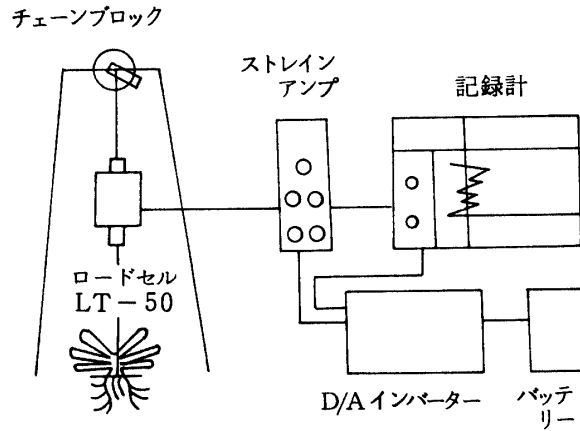 チェーンブロック
ストレイン
アンプ
記録計
ロードセル
LT－50
D/Aインバーター
バッテ
リー